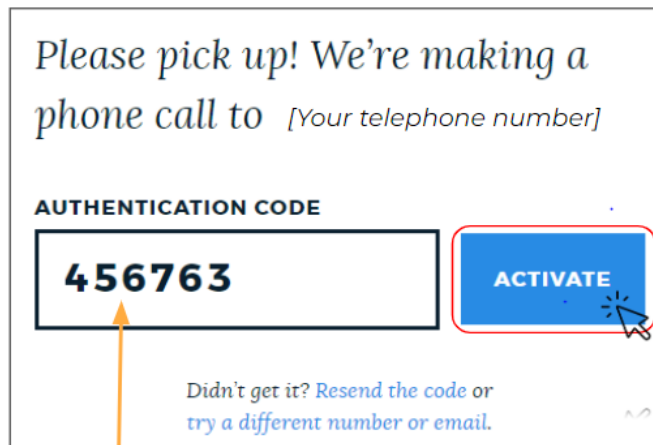 Please pick up! We’re making a
phone call to [Your telephone number]
AUTHENTICATION CODE
456763
ACTIVATE
Didn’t get it? Resend the code or
try a different number or email.